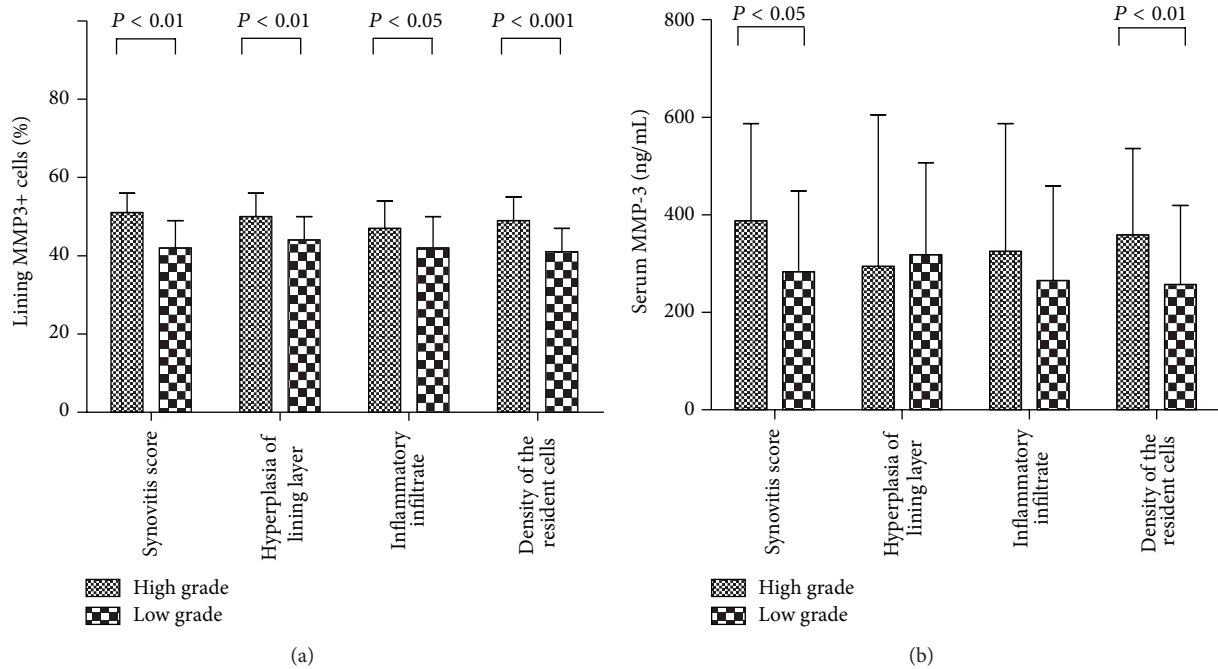 P < 0.01
P < 0.01
P < 0.05
P < 0.001
80
60
40
20
0
Lining MMP3+ cells (%)
Synovitis score
Hyperplasia of
lining layer
Inflammatory
infiltrate
Density of the
resident cells
High grade
Low grade
(a)
800
600
400
200
0
Serum MMP-3 (ng/mL)
P < 0.05
P < 0.01
Synovitis score
Hyperplasia of
lining layer
Inflammatory
infiltrate
Density of the
resident cells
High grade
Low grade
(b)